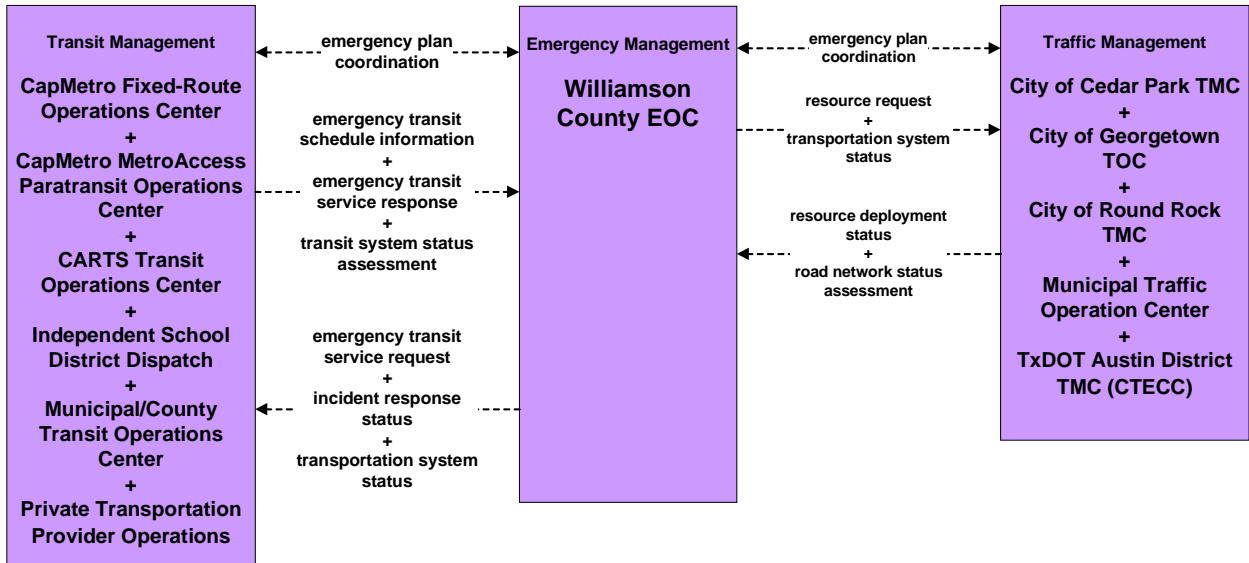 Transit Management
CapMetro Fixed-Route
Operations Center
+
CapMetro MetroAccess
Paratransit Operations
Center
+
CARTS Transit
Operations Center
+
Independent School
District Dispatch
+
Municipal/County
Transit Operations
Center
+
Private Transportation
Provider Operations
emergency plan
coordination
emergency transit
schedule information
+
emergency transit
service response
+
transit system status
assessment
emergency transit
service request
+
incident response
status
+
transportation system
status
Emergency Management
Williamson
County EOC
emergency plan
coordination
resource request
+
transportation system
status
resource deployment
status
+
road network status
assessment
Traffic Management
City of Cedar Park TMC
+
City of Georgetown
TOC
+
City of Round Rock
TMC
+
Municipal Traffic
Operation Center
+
TxDOT Austin District
TMC (CTECC)